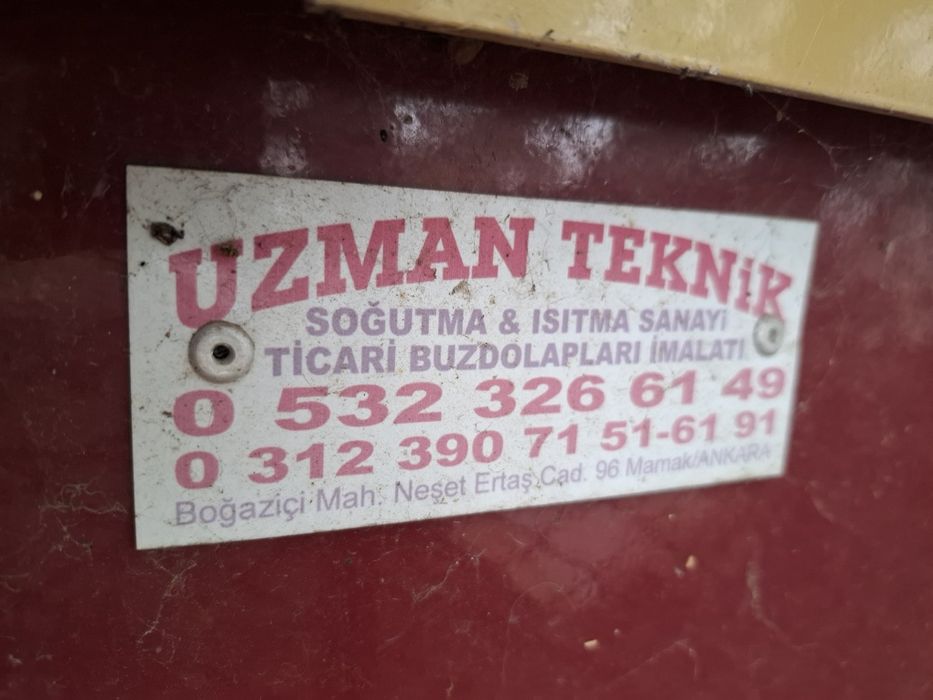 UZMAN TEKNiK
SOĞUTMA & ISITMA SANAYİ
TİCARİ BUZDOLAPLARI İMALATI
0 532 326 61 49
0 312 390 71 51-61 91
Boğaziçi Mah. Neşet Ertaş Cad. 96 Mamak/ANKARA